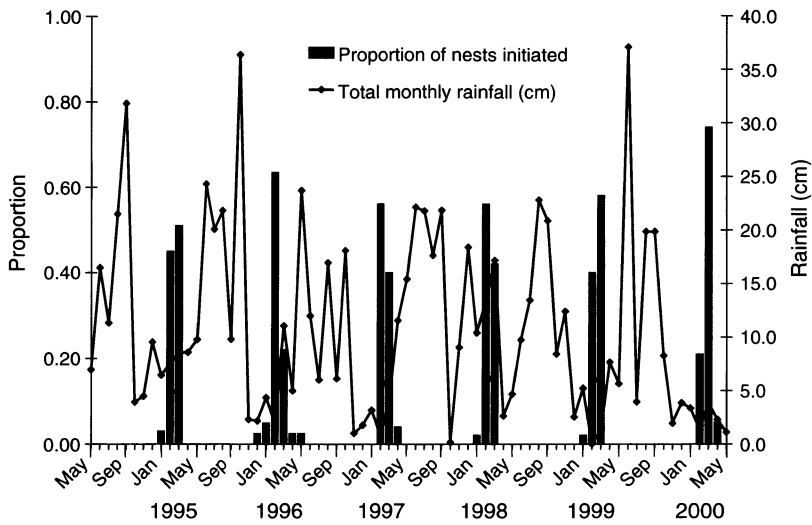 1.00
0.80
0.60
0.40
0.20
0.00
Proportion
Proportion of nests initiated
Total monthly rainfall (cm)
40.0
35.0
30.0
25.0
20.0
15.0
10.0
5.0
0.0
Rainfall (cm)
May Sep Jan May Sep Jan May Sep Jan May Sep Jan May Sep Jan May Sep Jan May
1995 1996 1997 1998 1999 2000